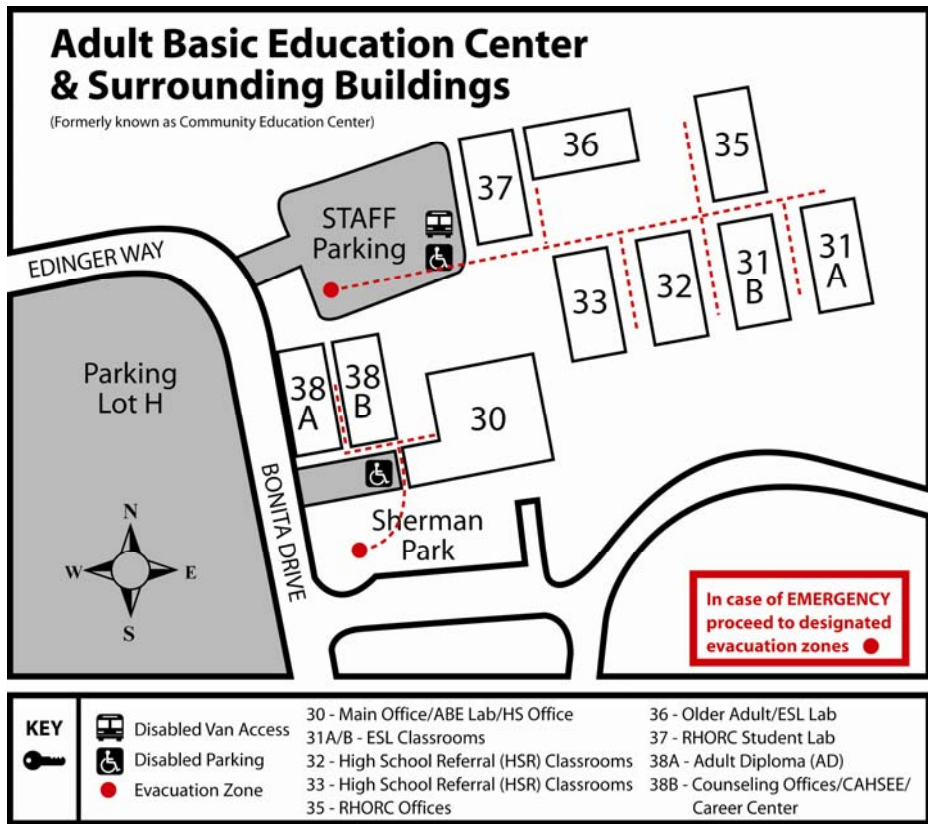 Adult Basic Education Center
& Surrounding Buildings
(Formerly known as Community Education Center)
36
35
37
STAFF
Parking
EDINGER WAY
31
A
31
B
32
33
Parking
Lot H
38
A
38
B
30
BONITA DRIVE
Sherman
Park
N
W
E
S
In case of EMERGENCY
proceed to designated
evacuation zones
KEY
Disabled Van Access
Disabled Parking
Evacuation Zone
30 - Main Office/ABE Lab/HS Office
31A/B - ESL Classrooms
32 - High School Referral (HSR) Classrooms
33 - High School Referral (HSR) Classrooms
35 - RHORC Offices
36 - Older Adult/ESL Lab
37 - RHORC Student Lab
38A - Adult Diploma (AD)
38B - Counseling Offices/CAHSEE/
Career Center